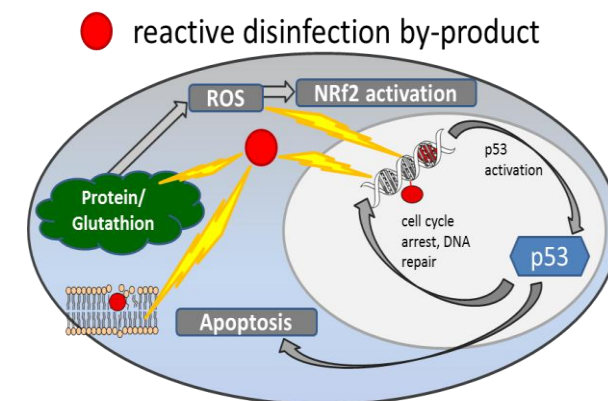 reactive disinfection by-product
ROS
NRf2 activation
Protein/
Glutathion
p53
activation
cell cycle
arrest, DNA
repair
p53
Apoptosis